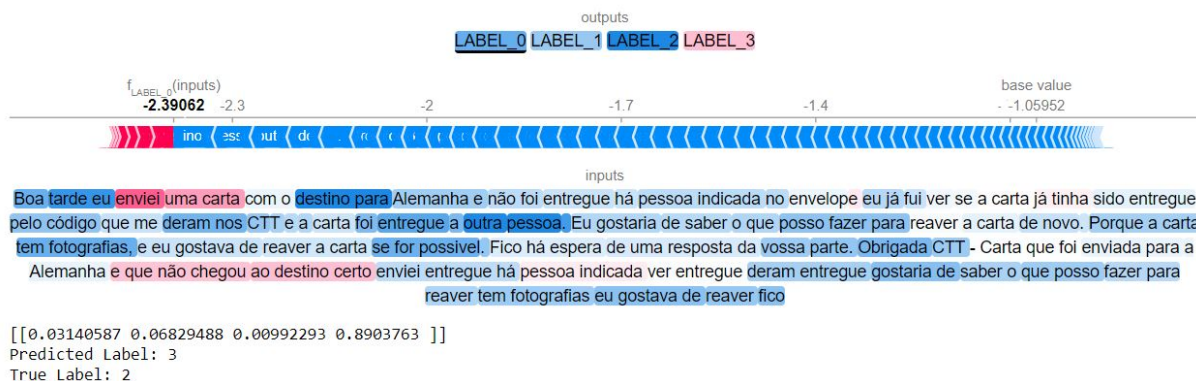 outputs
LABEL_0 LABEL_1 LABEL_2 LABEL_3
f LABEL_0 (inputs) base value
-2.39062 -2.3 -2 -1.7 -1.4 -1.05952
ino ess out de
inputs
Boa tarde eu enviei uma carta com o destino para Alemanha e não foi entregue há pessoa indicada no envelope eu já fui ver se a carta já tinha sido entregue
pelo código que me deram nos CTT e a carta foi entregue a outra pessoa. Eu gostaria de saber o que posso fazer para reaver a carta de novo. Porque a carta
tem fotografias, e eu gostava de reaver a carta se for possivel. Fico há espera de uma resposta da vossa parte. Obrigada CTT - Carta que foi enviada para a
Alemanha e que não chegou ao destino certo enviei entregue há pessoa indicada ver entregue deram entregue gostaria de saber o que posso fazer para
reaver tem fotografias eu gostava de reaver fico
[[0.03140587 0.06829488 0.00992293 0.8903763 ]]
Predicted Label: 3
True Label: 2